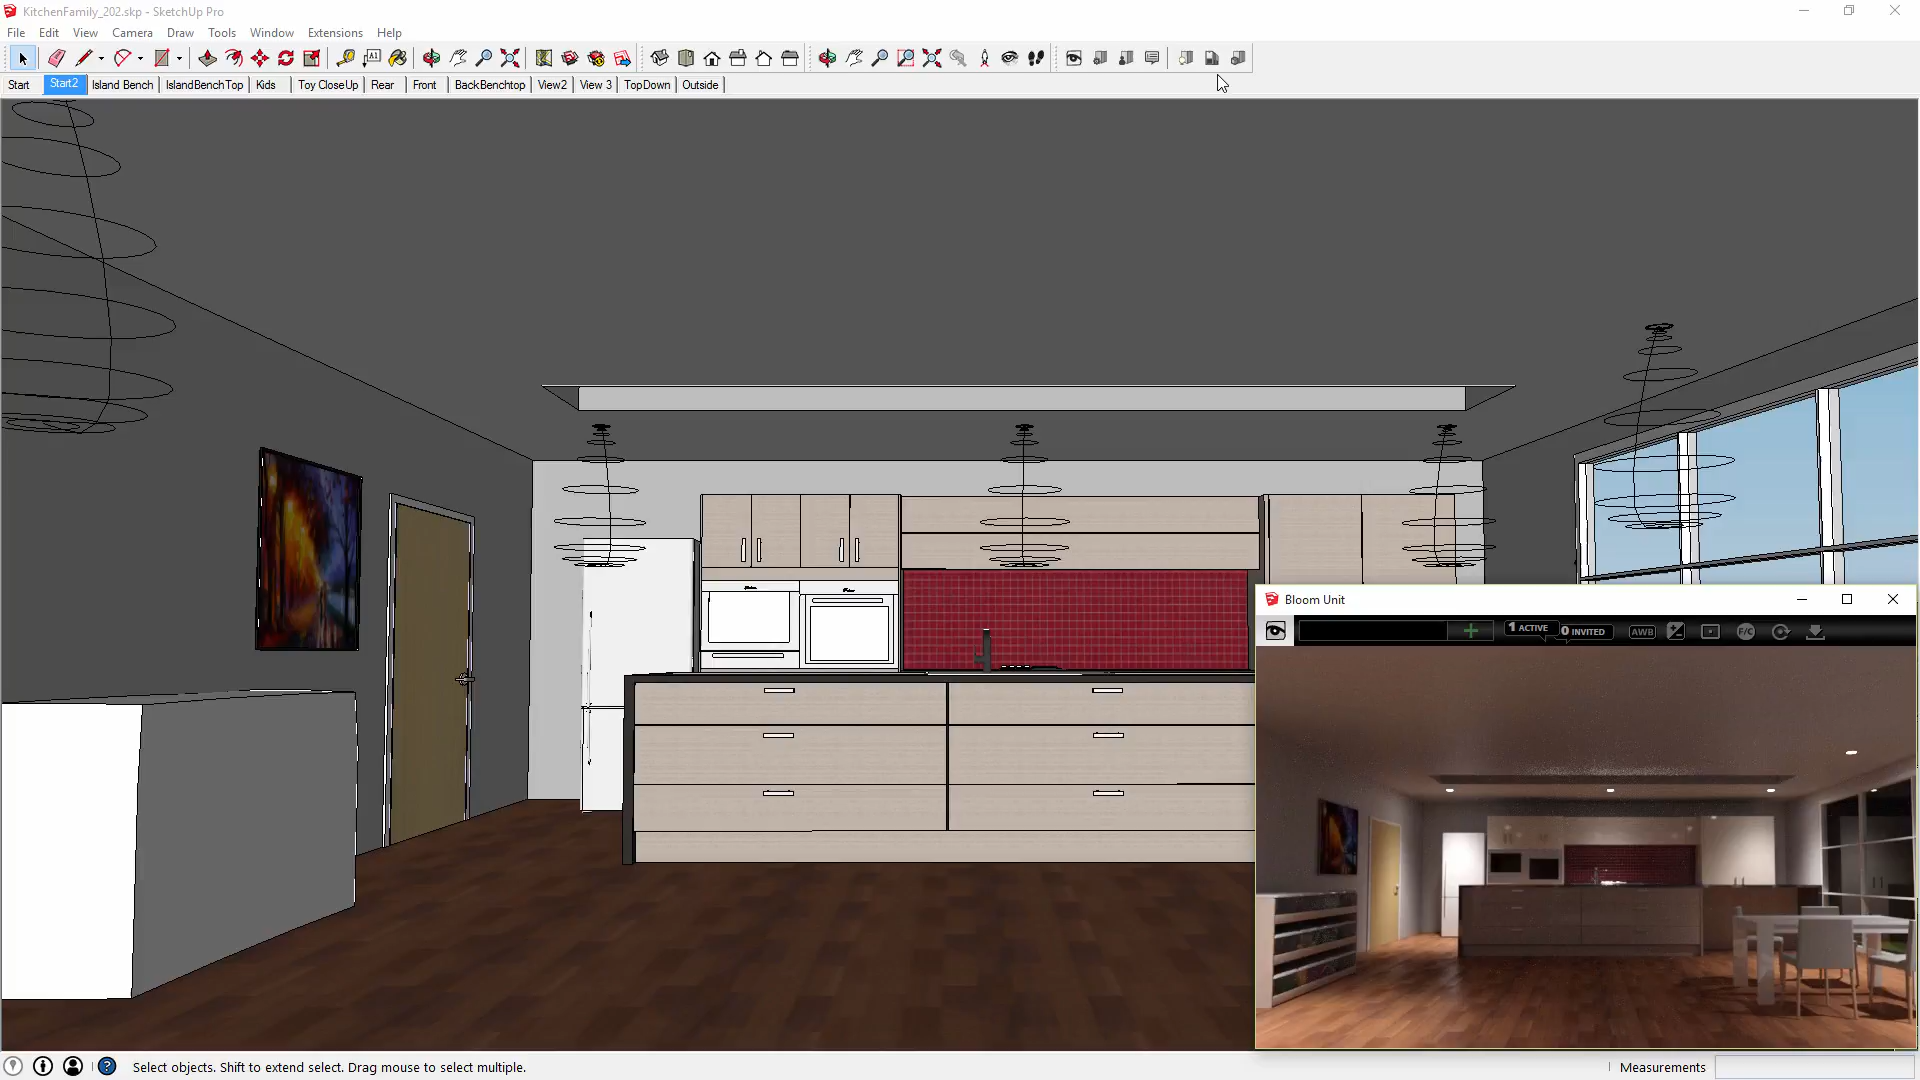 KitchenFamily_202.skp - SketchUp Pro
File Edit View Camera Draw Tools Window Extensions Help
A1
Start Start2 Island Bench IslandBenchTop Kids Toy CloseUp Rear Front BackBenchtop View2 View 3 TopDown Outside
Bloom Unit
1 ACTIVE 0 INVITED AWB F/C
Select objects. Shift to extend select. Drag mouse to select multiple.
Measurements